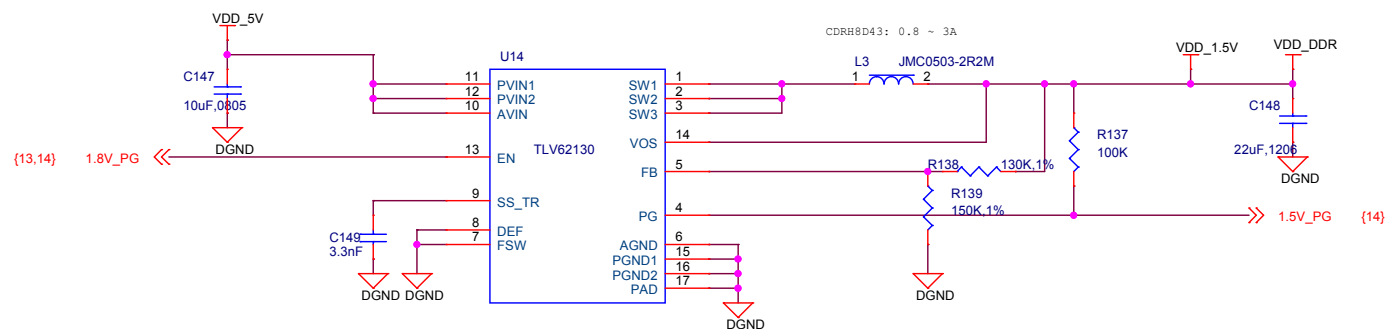 CDRH8D43: 0.8 ~ 3A
VDD_5V
VDD_1.5V
VDD_DDR
U14
L3
JMC0503-2R2M
C147
10uF,0805
DGND
11
PVIN1
12
PVIN2
10
AVIN
SW1
1
SW2
2
SW3
3
1
2
C148
22uF,1206
DGND
R137
100K
VOS
14
TLV62130
{13,14}
1.8V_PG
13
EN
FB
5
R138
130K,1%
R139
150K,1%
9
SS_TR
PG
4
1.5V_PG
{14}
C149
3.3nF
8
DEF
7
FSW
AGND
6
PGND1
15
PGND2
16
PAD
17
DGND
DGND
DGND
DGND